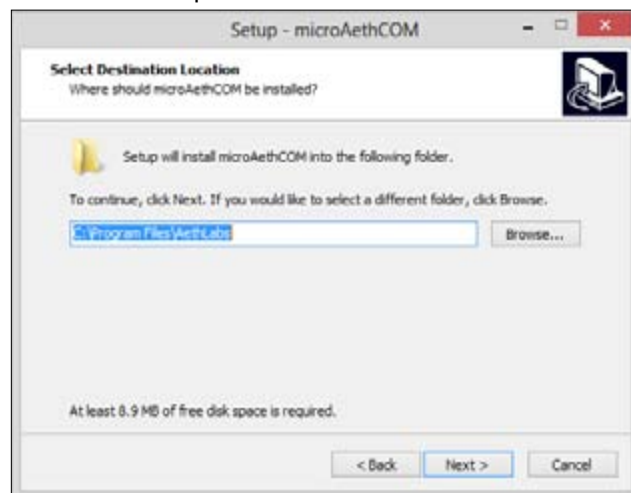 Setup - microAethCOM
Select Destination Location
Where should microAethCOM be installed?
Setup will install microAethCOM into the following folder.
To continue, click Next. If you would like to select a different folder, click Browse.
C:\Program Files\AethLabs
Browse...
At least 8.9 MB of free disk space is required.
< Back
Next >
Cancel